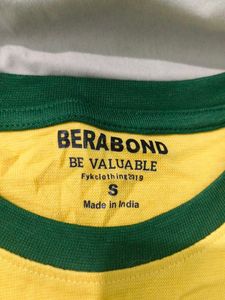 BERABOND
BE VALUABLE
Fykclothing2019
S
Made in India